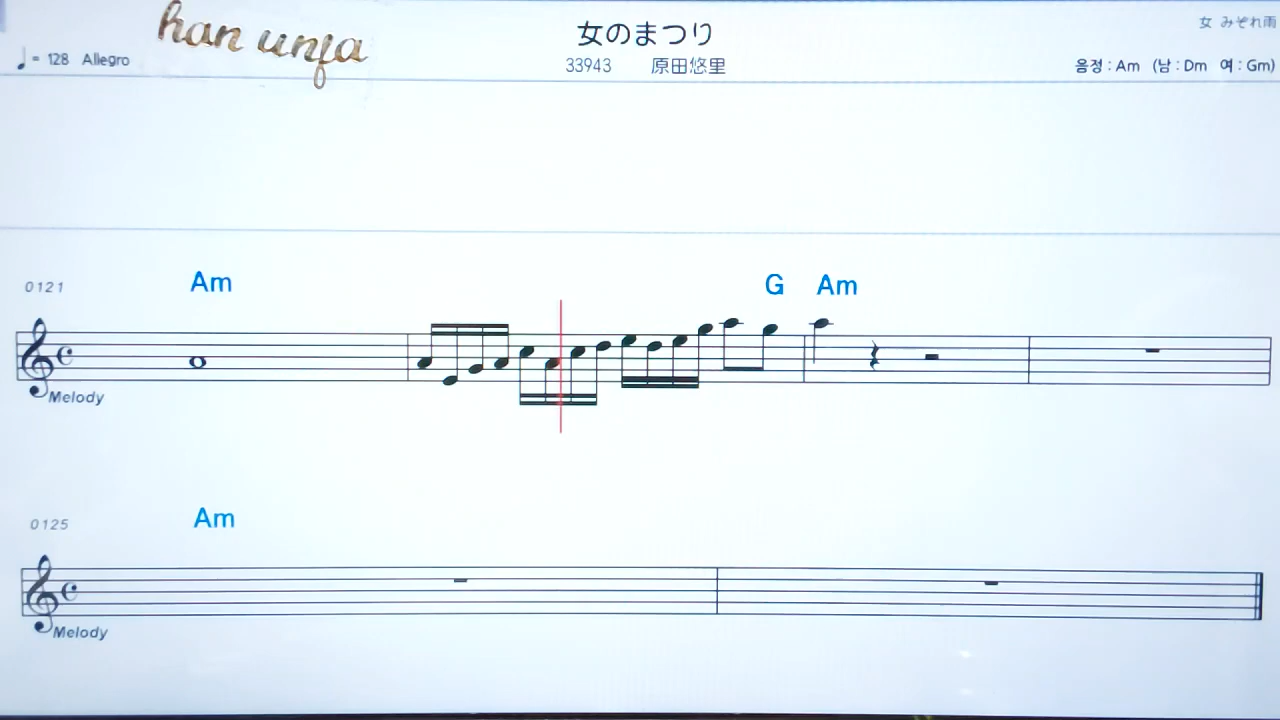 han unja
女のまつり
女 みぞれ雨
♩= 128 Allegro
33943 原田悠里
음정 : Am (남 : Dm 여 : Gm)
0121 Am G Am
Melody
0125 Am
Melody